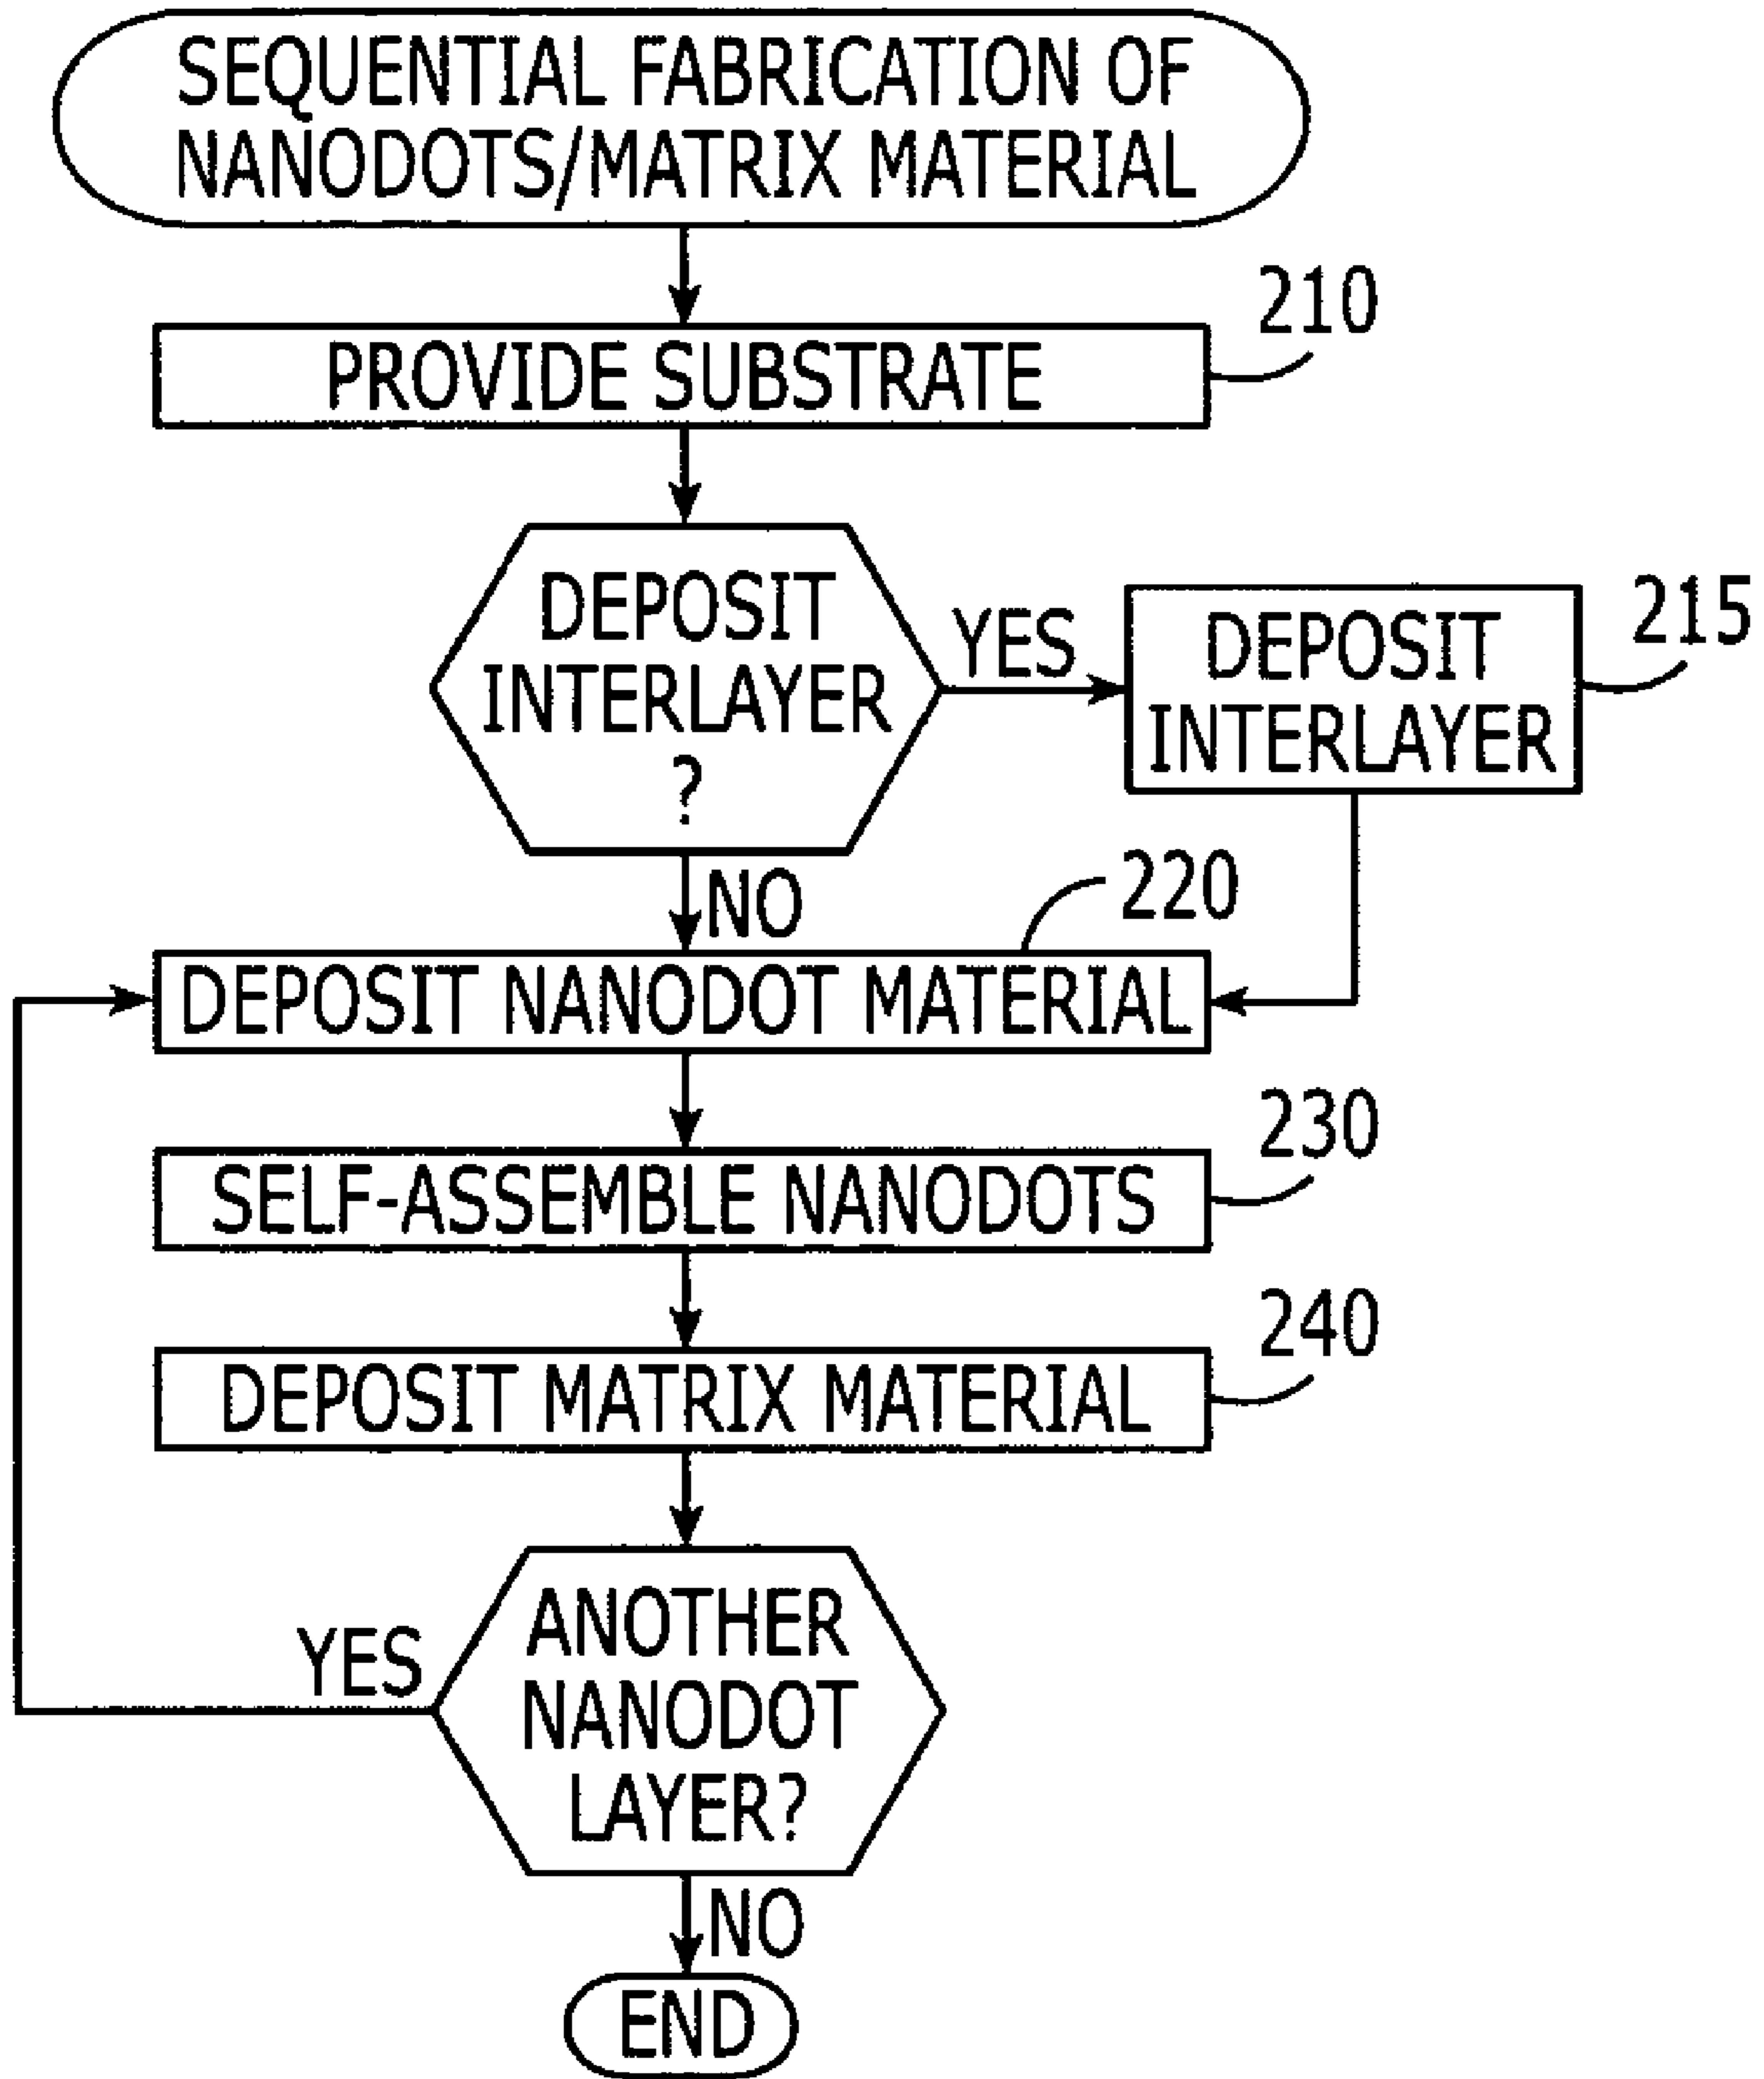 SEQUENTIAL FABRICATION OF
NANODOTS/MATRIX MATERIAL
210
PROVIDE SUBSTRATE
DEPOSIT
INTERLAYER
?
YES
DEPOSIT
INTERLAYER
215
NO
220
DEPOSIT NANODOT MATERIAL
230
SELF-ASSEMBLE NANODOTS
240
DEPOSIT MATRIX MATERIAL
YES
ANOTHER
NANODOT
LAYER?
NO
END